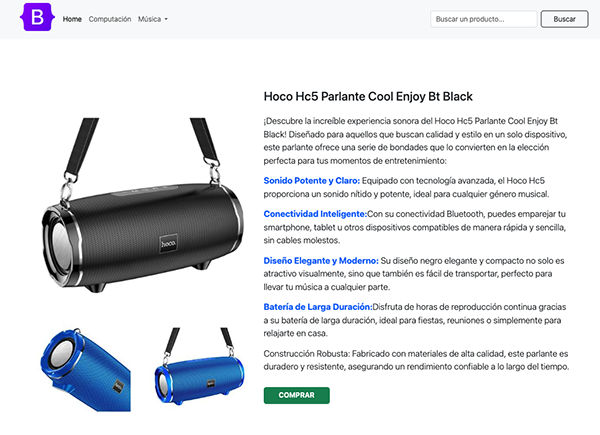 B Home Computación Música Buscar un producto... Buscar
Hoco Hc5 Parlante Cool Enjoy Bt Black
¡Descubre la increíble experiencia sonora del Hoco Hc5 Parlante Cool Enjoy Bt
Black! Diseñado para aquellos que buscan calidad y estilo en un solo dispositivo,
este parlante ofrece una serie de bondades que lo convierten en la elección
perfecta para tus momentos de entretenimiento:
Sonido Potente y Claro: Equipado con tecnología avanzada, el Hoco Hc5
proporciona un sonido nítido y potente, ideal para cualquier género musical.
Conectividad Inteligente:Con su conectividad Bluetooth, puedes emparejar tu
smartphone, tablet u otros dispositivos compatibles de manera rápida y sencilla,
sin cables molestos.
Diseño Elegante y Moderno: Su diseño negro elegante y compacto no solo es
atractivo visualmente, sino que también es fácil de transportar, perfecto para
llevar tu música a cualquier parte.
Batería de Larga Duración:Disfruta de horas de reproducción continua gracias
a su batería de larga duración, ideal para fiestas, reuniones o simplemente para
relajarte en casa.
Construcción Robusta: Fabricado con materiales de alta calidad, este parlante es
duradero y resistente, asegurando un rendimiento confiable a lo largo del tiempo.
COMPRAR
hoco.
hoco